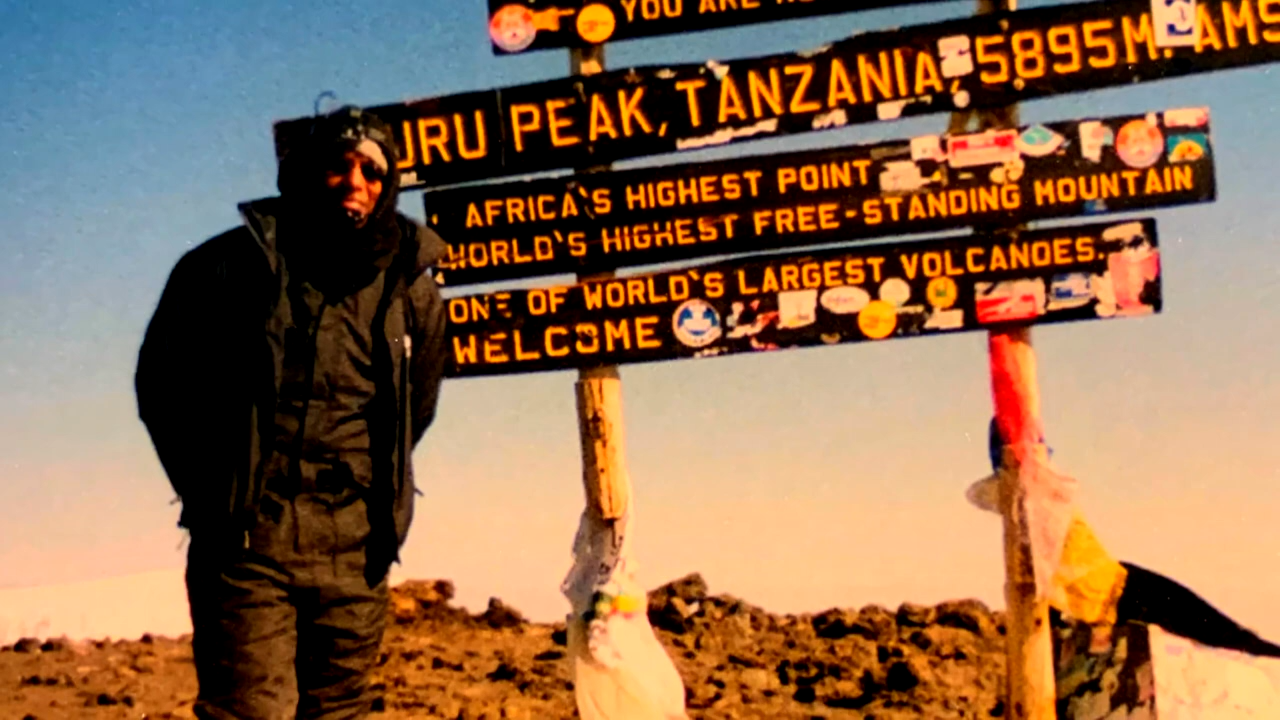 YOU ARE
URU PEAK, TANZANIA, 5895M. AMS
AFRICA'S HIGHEST POINT
WORLD'S HIGHEST FREE-STANDING MOUNTAIN
ONE OF WORLD'S LARGEST VOLCANOES.
WELCOME